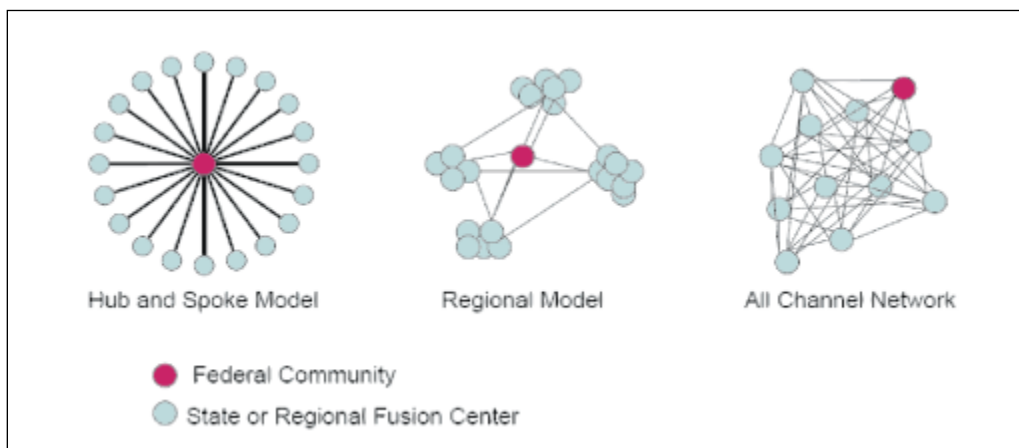 Hub and Spoke Model
Regional Model
All Channel Network
Federal Community
State or Regional Fusion Center